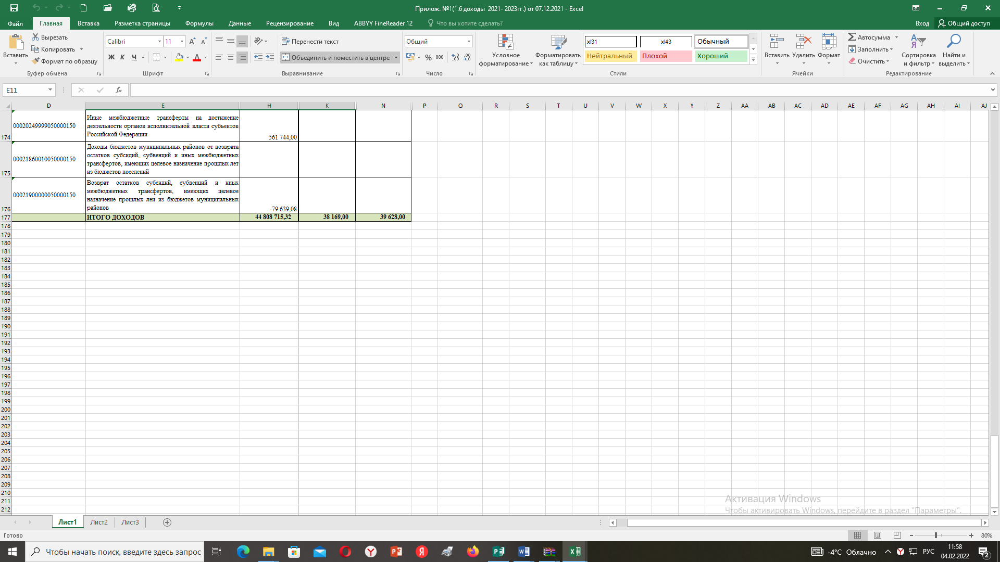 Прилож. №1(1.6 доходы  2021- 2023гг.) от 07.12.2021 - Excel
Файл Главная Вставка Разметка страницы Формулы Данные Рецензирование Вид ABBYY FineReader 12 Что вы хотите сделать? Вход Общий доступ
Вставить
Вырезать
Копировать
Формат по образцу
Буфер обмена
Calibri 11
Ж К Ч
Шрифт
Перенести текст
Объединить и поместить в центре
Выравнивание
Общий
% 000
Число
Условное форматирование
Форматировать как таблицу
xl31 xl43 Обычный
Нейтральный Плохой Хороший
Стили
Вставить Удалить Формат
Ячейки
Автосумма
Заполнить
Очистить
Сортировка и фильтр
Найти и выделить
Редактирование
E11 fx
D E H K N P Q R S T U V W X Y Z AA AB AC AD AE AF AG AH AI AJ
Иные межбюджетные трансферты на достижение
00020249999050000150 деятельности органов исполнительной власти субъектов
Российской Федерации
174 561 744,00
Доходы бюджетов муниципальных районов от возврата
остатков субсидий, субвенций и иных межбюджетных
00021860010050000150
трансфертов, имеющих целевое назначение прошлых лет
175 из бюджетов поселений
Возврат остатков субсидий, субвенций и иных
межбюджетных трансфертов, имеющих целевое
00021900000050000150
назначение прошлых леи из бюджетов муниципальных
176 районов -79 639,08
177 ИТОГО ДОХОДОВ 44 808 715,32 38 169,00 39 628,00
178
179
180
181
182
183
184
185
186
187
188
189
190
191
192
193
194
195
196
197
198
199
200
201
202
203
204
205
206
207
208
209
210
211
212
Активация Windows
Чтобы активировать Windows, перейдите в раздел "Параметры".
Лист1 Лист2 Лист3
Готово 80%
Чтобы начать поиск, введите здесь запрос
-4°C Облачно РУС
11:58
04.02.2022
2